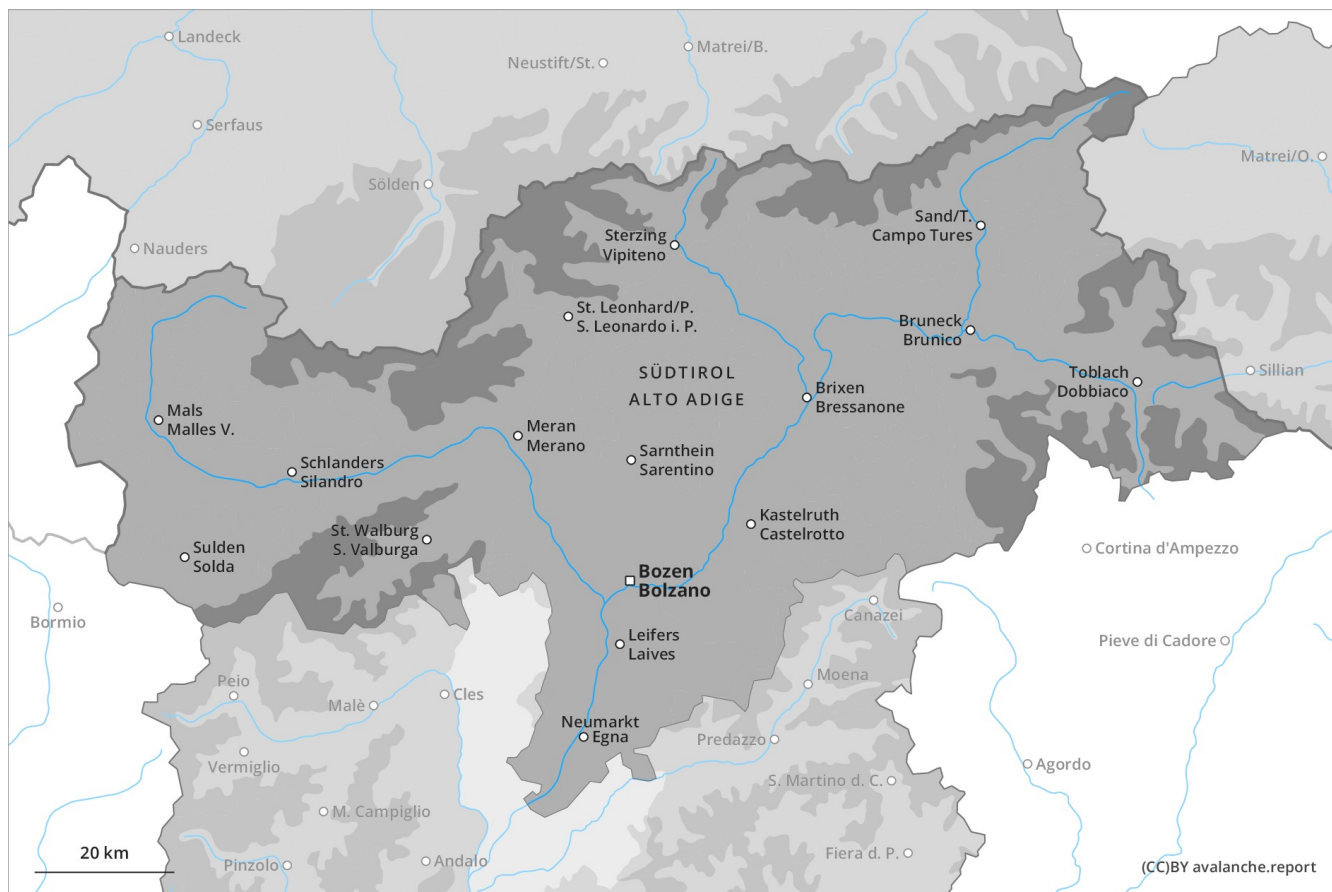 Landeck
Matrei/B.
Neustift/St.
Serfaus
Matrei/O.
Sölden
Sand/T.
Campo Tures
Nauders
Sterzing
Vipiteno
St. Leonhard/P.
S. Leonardo i. P.
Bruneck
Brunico
SÜDTIROL
ALTO ADIGE
Toblach
Dobbiaco
Sillian
Brixen
Bressanone
Mals
Malles V.
Meran
Merano
Sarnthein
Sarentino
Schlanders
Silandro
Kastelruth
Castelrotto
St. Walburg
S. Valburga
Sulden
Solda
Cortina d'Ampezzo
Bozen
Bolzano
Bormio
Canazei
Leifers
Laives
Pieve di Cadore
Peio
Moena
Malè
Cles
Neumarkt
Egna
Predazzo
Vermiglio
Agordo
S. Martino d. C.
M. Campiglio
20 km
Pinzolo
Andalo
Fiera d. P.
(CC)BY avalanche.report